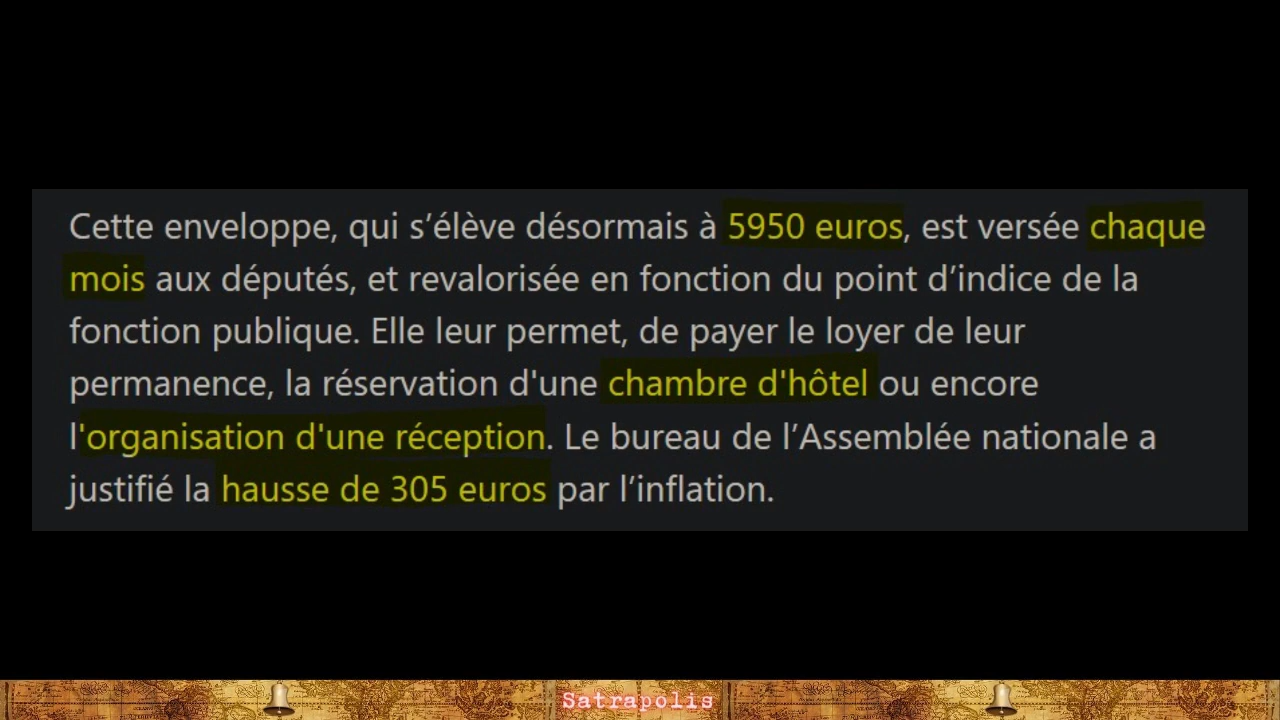 Cette enveloppe, qui s’élève désormais à 5950 euros, est versée chaque
mois aux députés, et revalorisée en fonction du point d’indice de la
fonction publique. Elle leur permet, de payer le loyer de leur
permanence, la réservation d'une chambre d'hôtel ou encore
l'organisation d'une réception. Le bureau de l’Assemblée nationale a
justifié la hausse de 305 euros par l’inflation.
Satrapolis